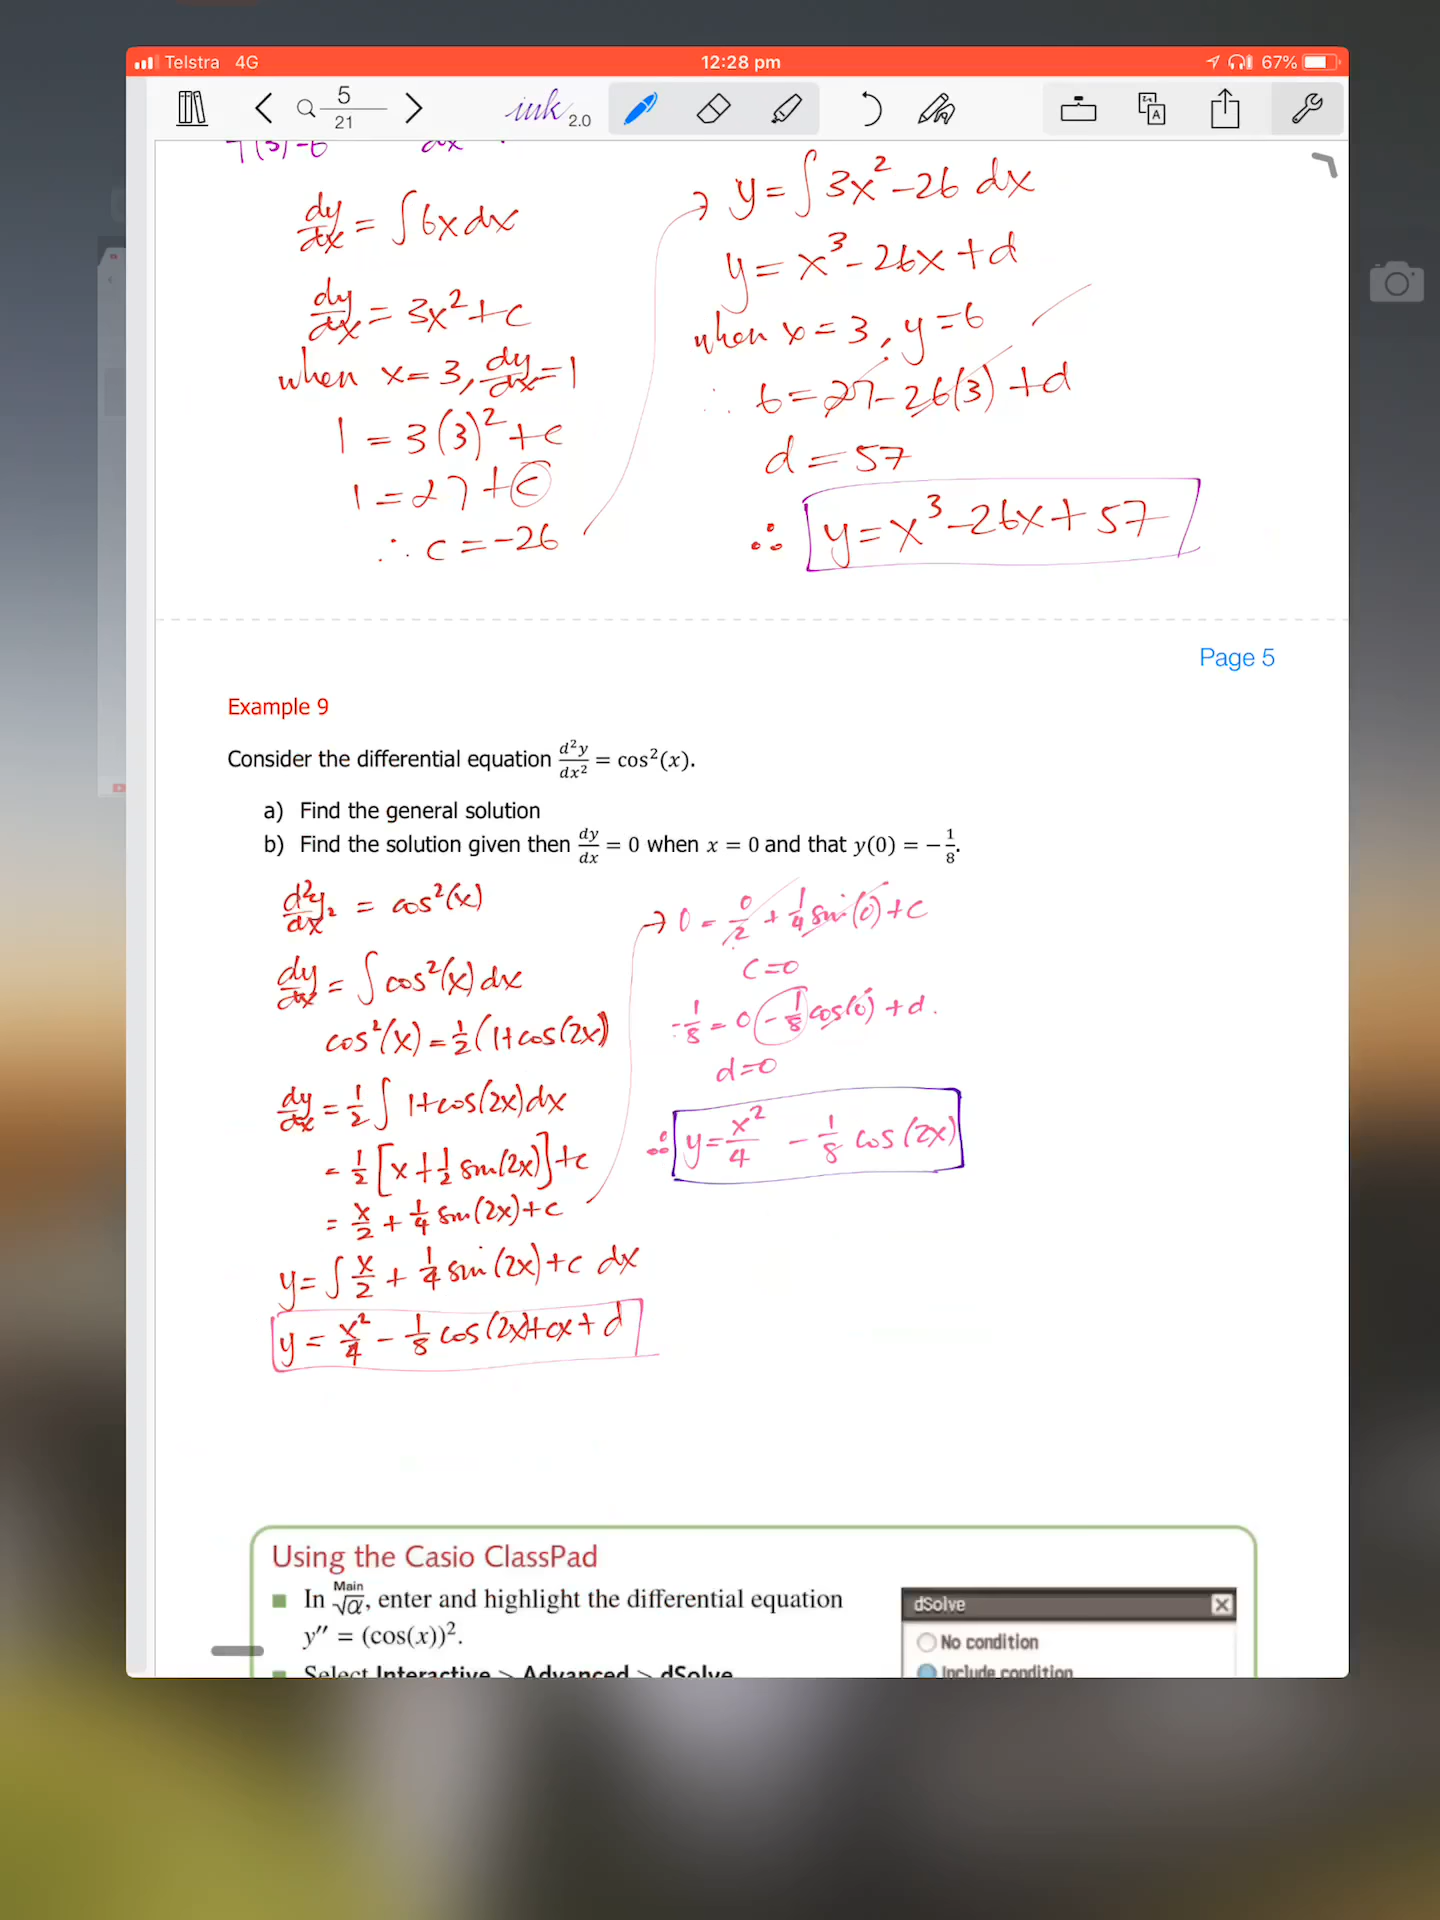 Telstra 4G 12:28 pm 67%
5
21
ink 2.0
dy/dx = ∫6x dx
dy/dx = 3x² + c
when x = 3, dy/dx = 1
1 = 3(3)² + c
1 = 27 + c
∴ c = -26
→ y = ∫3x² - 26 dx
y = x³ - 26x + d
when x = 3, y = 6
∴ 6 = 27 - 26(3) + d
d = 57
∴ y = x³ - 26x + 57
Page 5
Example 9
Consider the differential equation d²y/dx² = cos²(x).
a) Find the general solution
b) Find the solution given then dy/dx = 0 when x = 0 and that y(0) = -1/8.
d²y/dx² = cos²(x)
dy/dx = ∫cos²(x) dx
cos²(x) = 1/2(1+cos(2x)
dy/dx = 1/2 ∫ 1+cos(2x) dx
= 1/2 [x + 1/2 sin(2x)] + c
= x/2 + 1/4 sin(2x) + c
y = ∫ x/2 + 1/4 sin(2x) + c dx
y = x²/4 - 1/8 cos(2x) + cx + d
→ 0 = 0/2 + 1/4 sin(0) + c
c = 0
-1/8 = 0 - 1/8 cos(0) + d.
d = 0
∴ y = x²/4 - 1/8 cos(2x)
Using the Casio ClassPad
■ In Main √α, enter and highlight the differential equation
y″ = (cos(x))².
■ Select Interactive > Advanced > dSolve
dSolve
No condition
Include condition